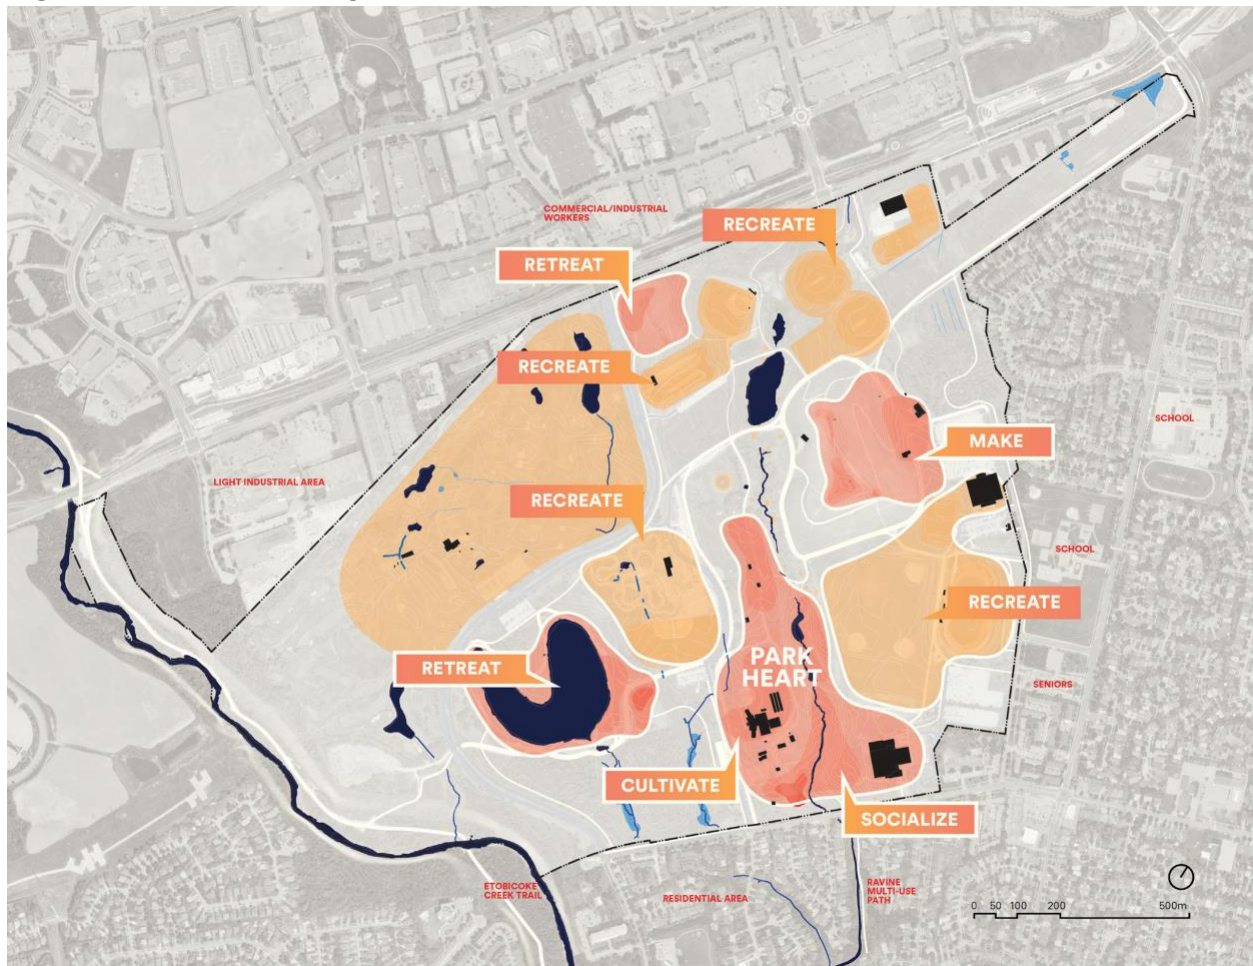 COMMERCIAL/INDUSTRIAL
WORKERS
RECREATE
RETREAT
RECREATE
SCHOOL
MAKE
LIGHT INDUSTRIAL AREA
RECREATE
SCHOOL
RECREATE
PARK
HEART
RETREAT
SENIORS
CULTIVATE
SOCIALIZE
ETOBICOKE
CREEK TRAIL
RESIDENTIAL AREA
RAVINE
MULTI-USE
PATH
0 50 100 200 500m